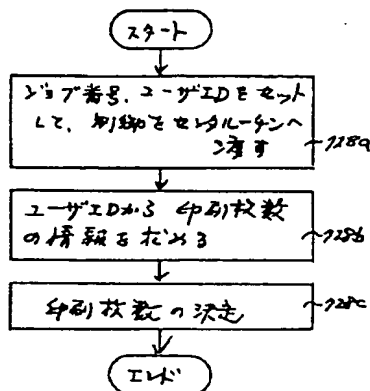 スタート
ジョブ番号、ユーザIDをセット
して、制御をセンタルーチンへ
渡す
728a
ユーザIDから 印刷枚数
の情報を求める
728b
印刷枚数の決定
728c
エンド